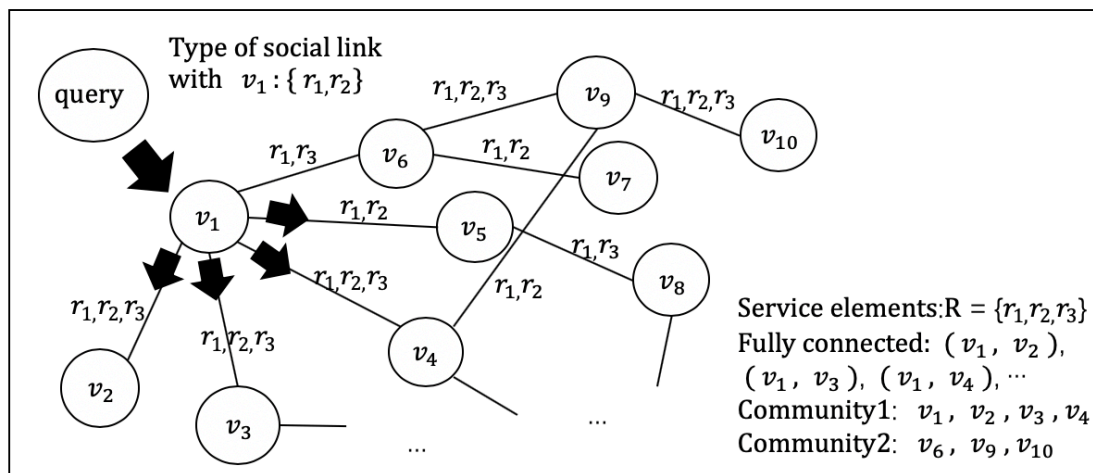 Type of social link
with v₁ : { r₁,r₂}
query
r₁,r₂,r₃
v₉
r₁,r₂,r₃
v₁₀
r₁,r₃
v₆
r₁,r₂
v₇
v₁
r₁,r₂
v₅
r₁,r₃
v₈
r₁,r₂,r₃
r₁,r₂
r₁,r₂,r₃
r₁,r₂,r₃
v₄
v₂
v₃
...
...
Service elements:R = {r₁,r₂,r₃}
Fully connected: ( v₁ , v₂ ),
( v₁ , v₃ ), ( v₁ , v₄ ), ...
Community1: v₁ , v₂ , v₃ , v₄
Community2: v₆ , v₉ , v₁₀